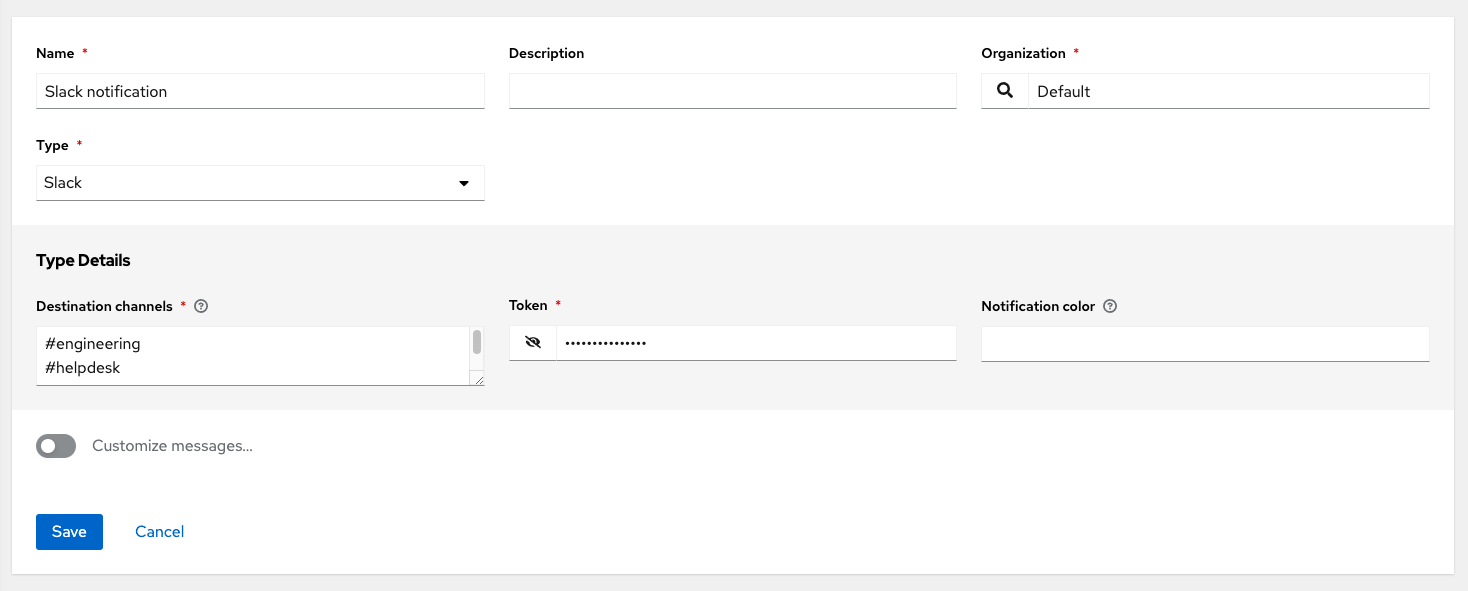 Name *
Description
Organization *
Slack notification
Default
Type *
Slack
Type Details
Destination channels *
Token *
Notification color
#engineering
#helpdesk
•••••••••••••••
Customize messages...
Save
Cancel